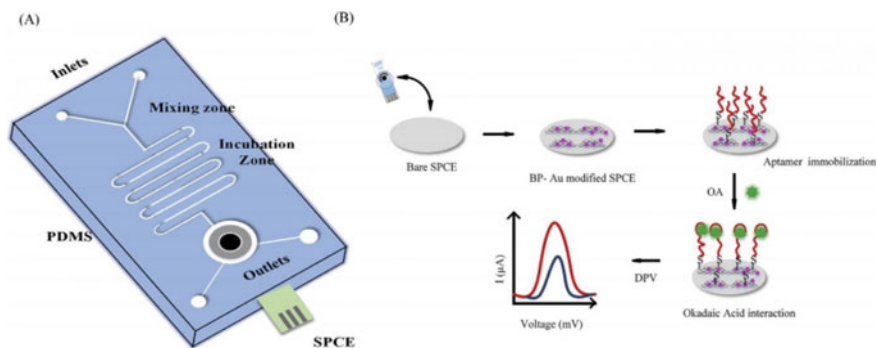 (A)
Inlets
Mixing zone
Incubation
Zone
PDMS
Outlets
SPCE
(B)
Bare SPCE
BP- Au modified SPCE
Aptamer immobilization
OA
Okadaic Acid interaction
DPV
I (μA)
Voltage (mV)